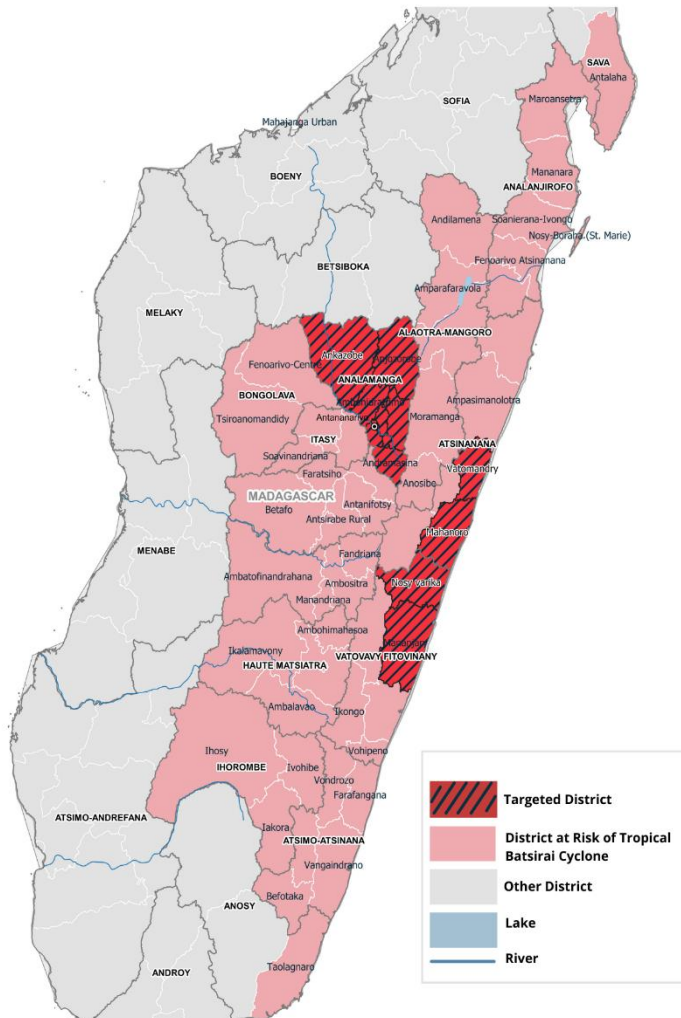 SAVA
Antalaha
SOFIA
Maroansetra
Mahajanga Urban
BOENY
Mananara
ANALANJIROFO
Andilamena
Soanierana-Ivongo
Nosy-Boraha (St. Marie)
BETSIBOKA
Fenoarivo Atsinanana
Amparafaravola
MELAKY
ALAOTRA-MANGORO
Ankazobe
Anjozorobe
Fenoarivo-Centre
ANALAMANGA
BONGOLAVA
Ampasimanolotra
Tsiroanomandidy
Antananarivo
Moramanga
ITASY
ATSINANANA
Soavinandriana
Andramasina
Vatomandry
Faratsiho
Anosibe
MADAGASCAR
Betafo
Antanifotsy
Antsirabe Rural
Mahanoro
MENABE
Fandriana
Ambatofinandrahana
Ambositra
Nosy varika
Manandriana
Ambohimahasoa
Mananjary
Ikalamavony
VATOVAVY FITOVINANY
HAUTE MATSIATRA
Ambalavao
Ikongo
Ihosy
Vohipeno
IHOROMBE
Ivohibe
Vondrozo
Farafangana
ATSIMO-ANDREFANA
Iakora
ATSIMO-ATSINANA
Vangaindrano
Befotaka
ANOSY
Taolagnaro
ANDROY
Targeted District
District at Risk of Tropical
Batsirai Cyclone
Other District
Lake
River